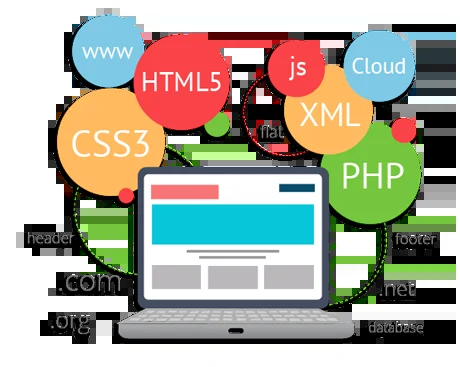 www
HTML5
js
Cloud
CSS3
flat
XML
PHP
header
footer
.com
.net
.org
database